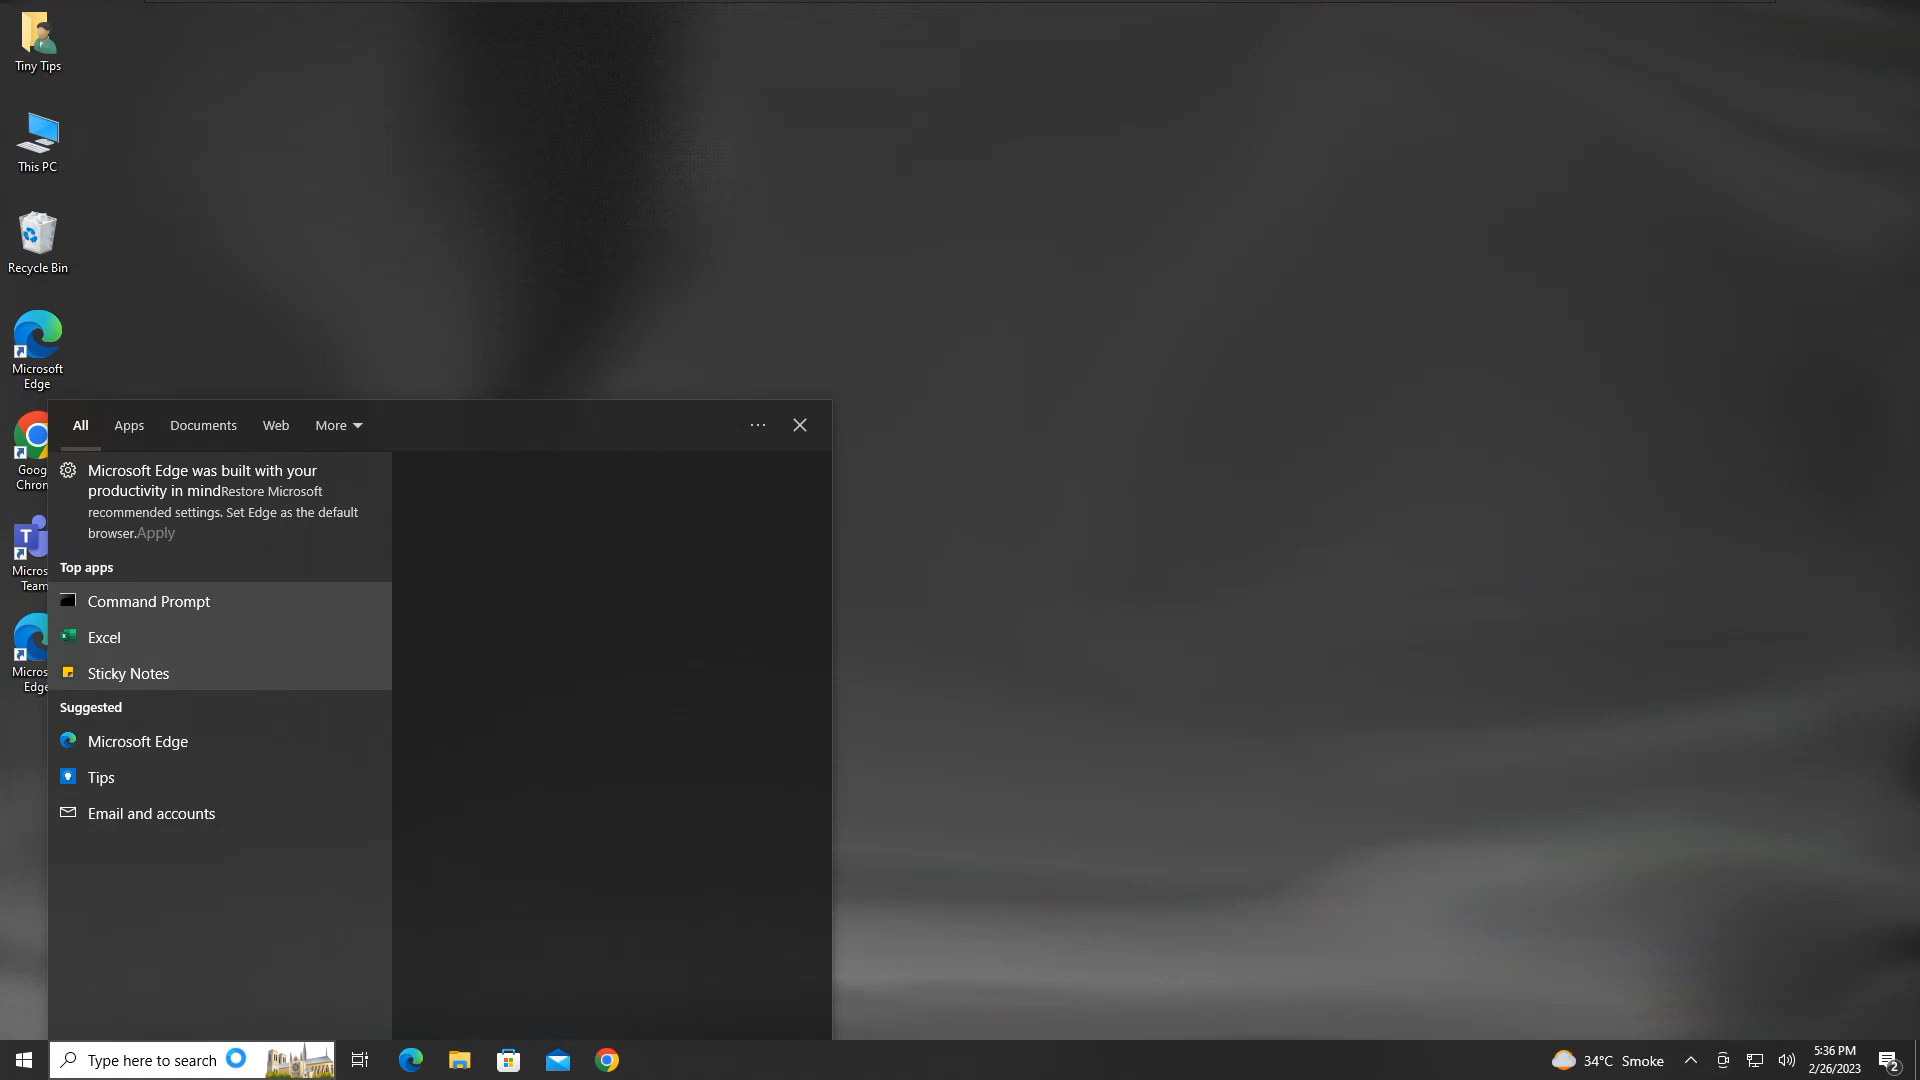 Tiny Tips
This PC
Recycle Bin
Microsoft
Edge
Goog
Chron
Micros
Team
Micros
Edge
All Apps Documents Web More
Microsoft Edge was built with your
productivity in mindRestore Microsoft
recommended settings. Set Edge as the default
browser.Apply
Top apps
Command Prompt
Excel
Sticky Notes
Suggested
Microsoft Edge
Tips
Email and accounts
Type here to search
34°C Smoke
5:36 PM
2/26/2023
2